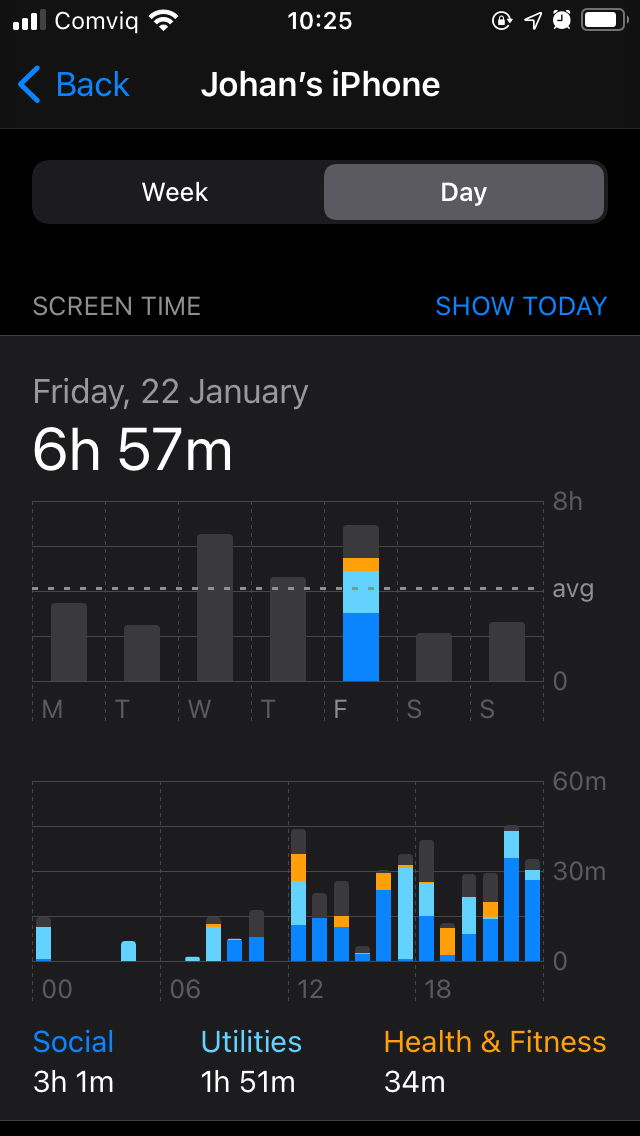 Comviq 10:25
Back Johan’s iPhone
Week Day
SCREEN TIME SHOW TODAY
Friday, 22 January
6h 57m
8h
avg
0
M T W T F S S
60m
30m
0
00 06 12 18
Social Utilities Health & Fitness
3h 1m 1h 51m 34m